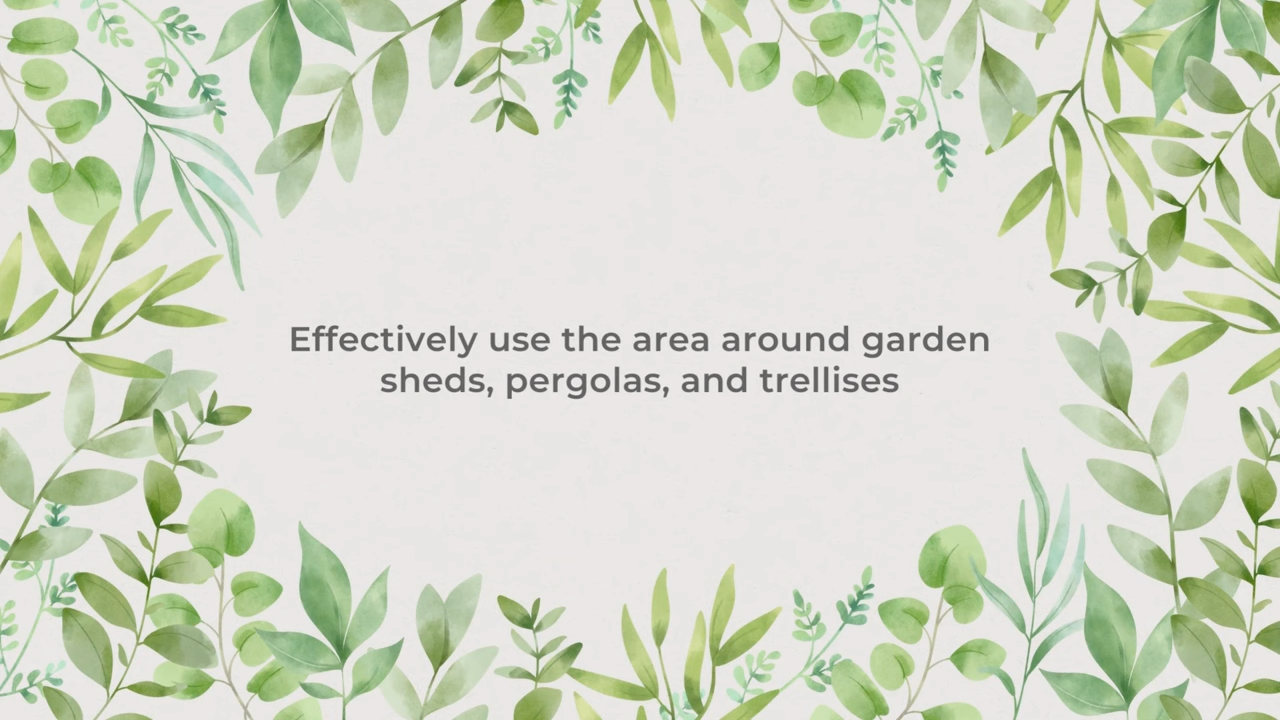 Effectively use the area around garden
sheds, pergolas, and trellises